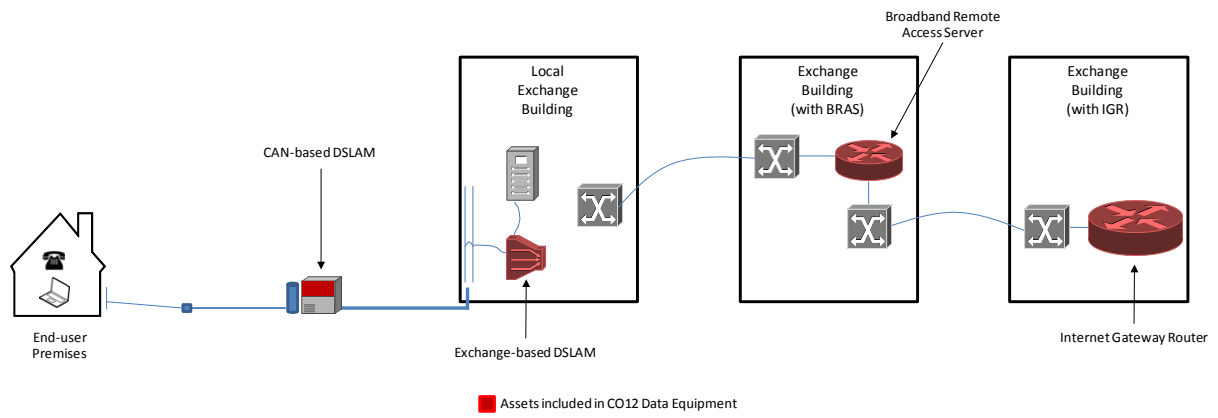 Broadband Remote
Access Server
Local
Exchange
Building
Exchange
Building
(with BRAS)
Exchange
Building
(with IGR)
CAN-based DSLAM
End-user
Premises
Exchange-based DSLAM
Internet Gateway Router
Assets included in CO12 Data Equipment